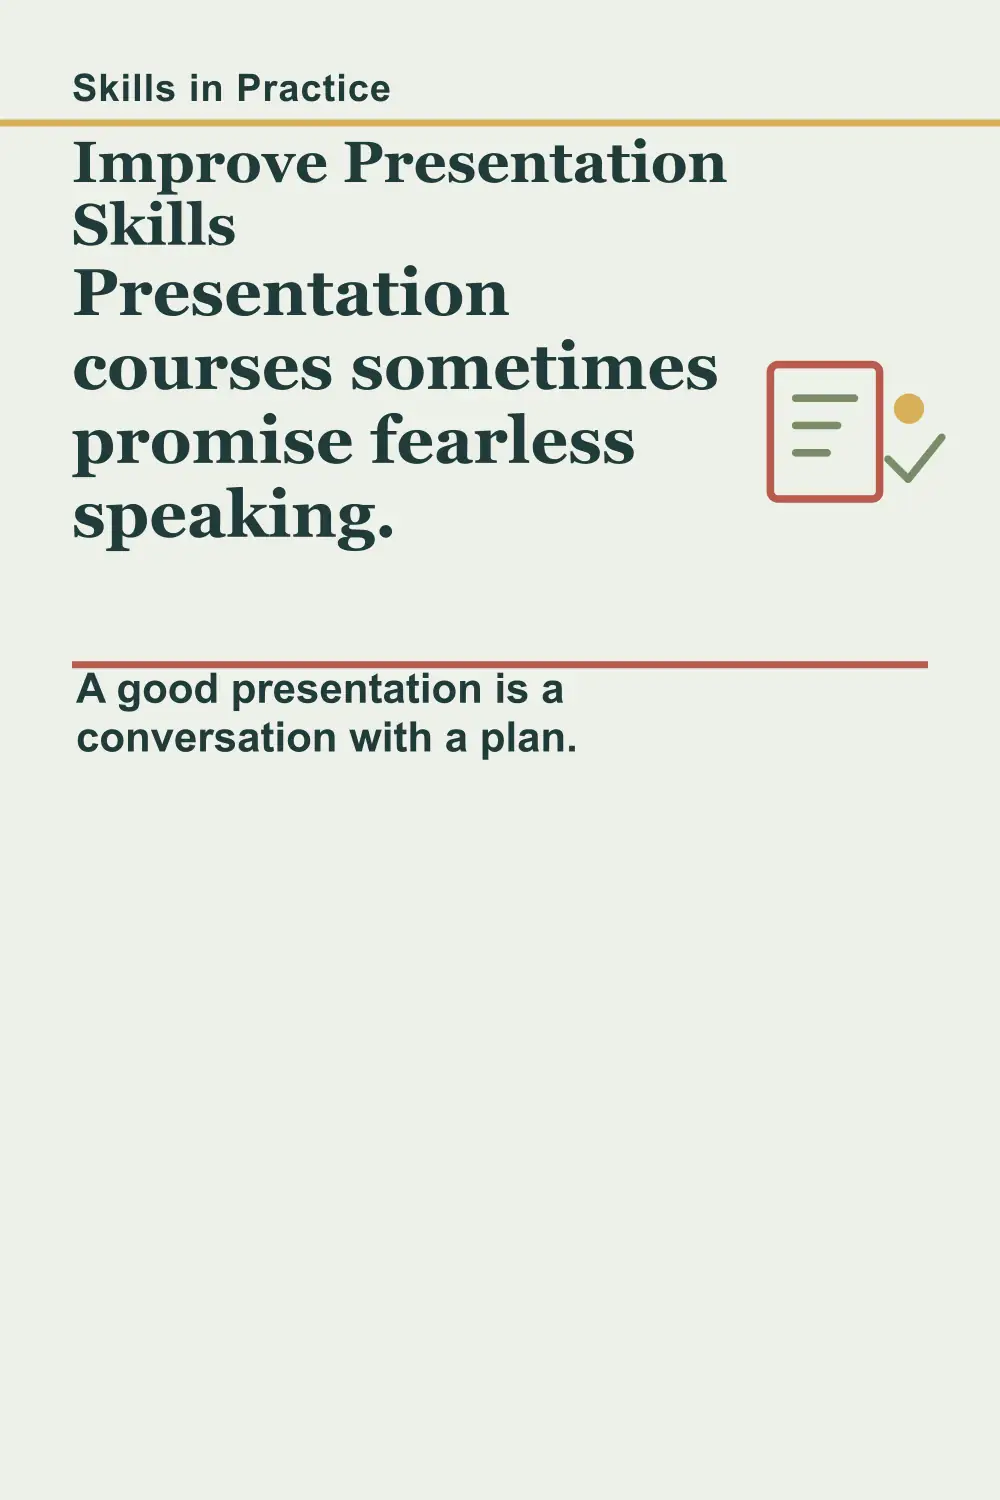 Skills in Practice
Improve Presentation
Skills
Presentation
courses sometimes
promise fearless
speaking.
A good presentation is a
conversation with a plan.